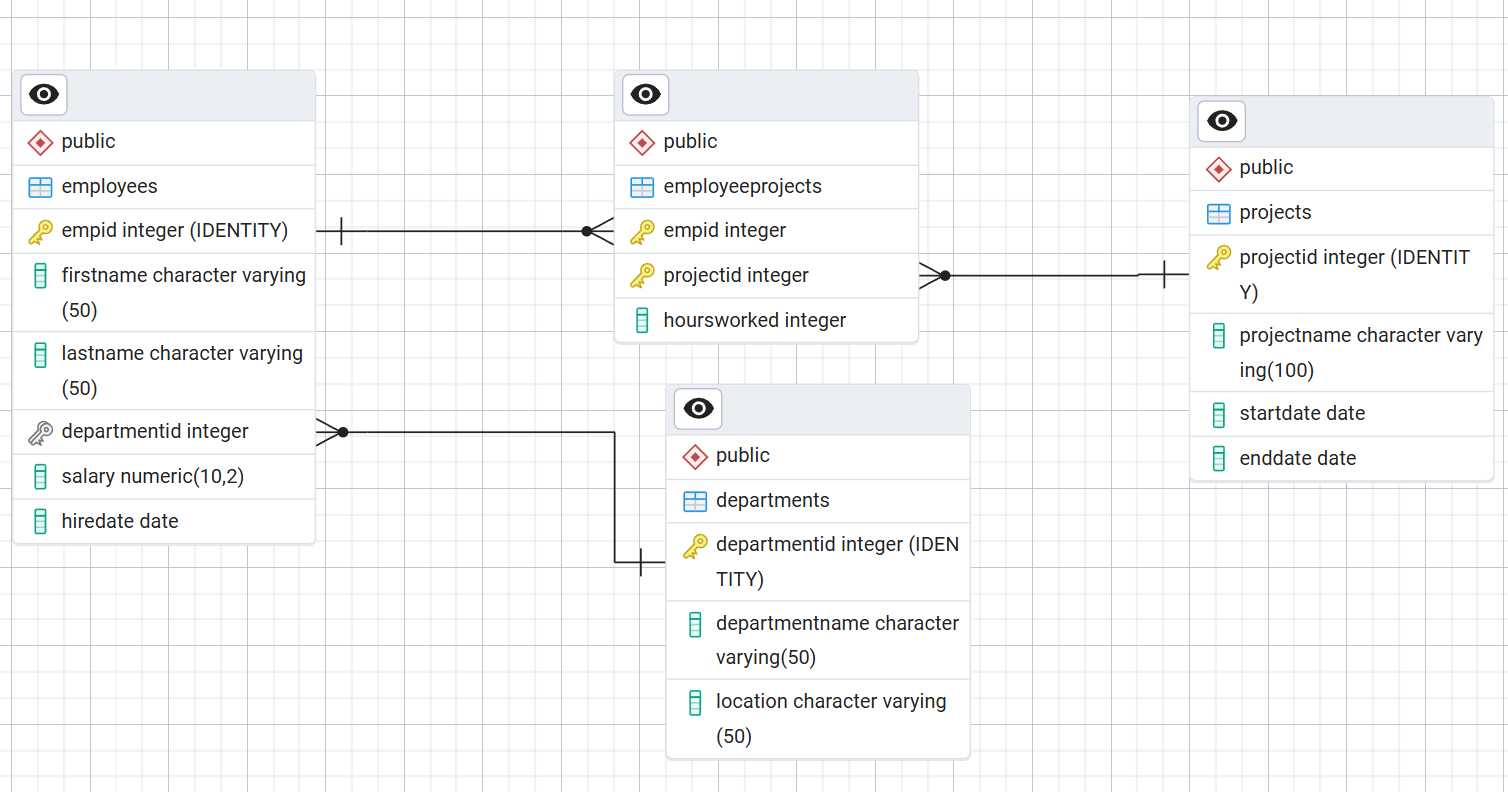 public
employees
empid integer (IDENTITY)
firstname character varying
(50)
lastname character varying
(50)
departmentid integer
salary numeric(10,2)
hiredate date
public
employeeprojects
empid integer
projectid integer
hoursworked integer
public
departments
departmentid integer (IDEN
TITY)
departmentname character
varying(50)
location character varying
(50)
public
projects
projectid integer (IDENTIT
Y)
projectname character vary
ing(100)
startdate date
enddate date